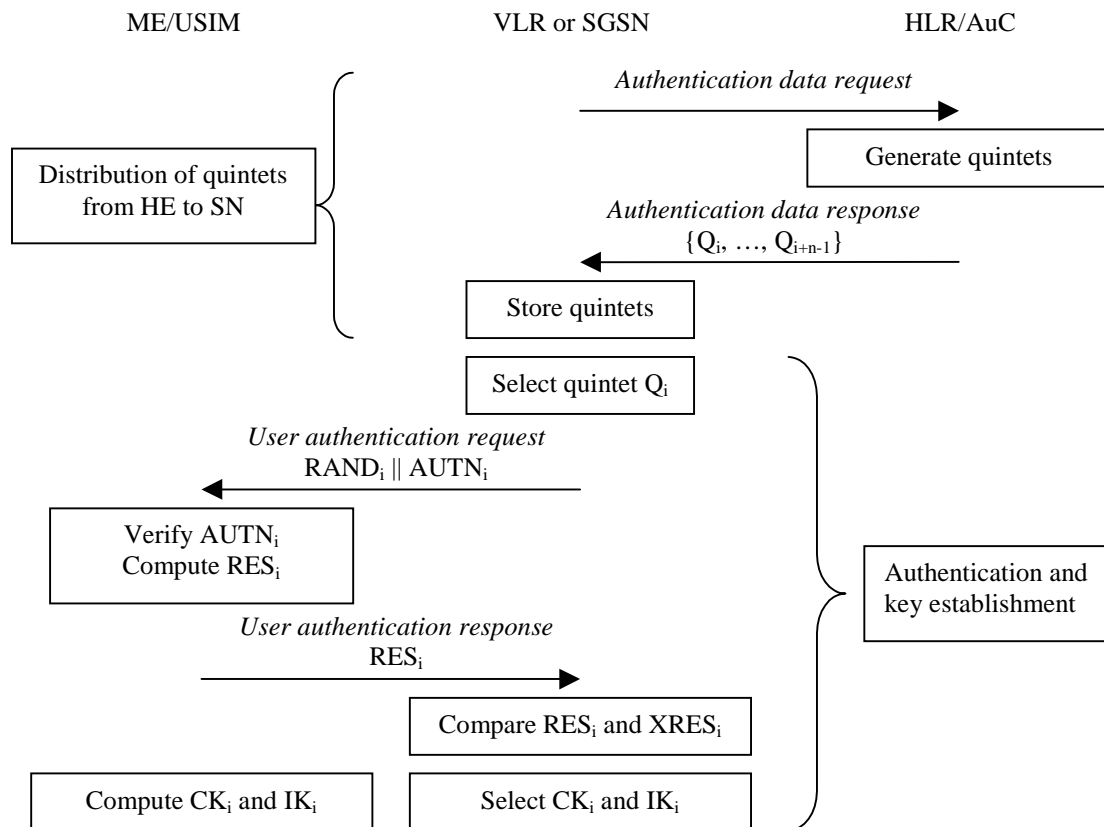 ME/USIM
VLR or SGSN
HLR/AuC
Authentication data request
Generate quintets
Distribution of quintets
from HE to SN
Authentication data response
{Qi, …, Qi+n-1}
Store quintets
Select quintet Qi
User authentication request
RANDi || AUTNi
Verify AUTNi
Compute RESi
Authentication and
key establishment
User authentication response
RESi
Compare RESi and XRESi
Compute CKi and IKi
Select CKi and IKi